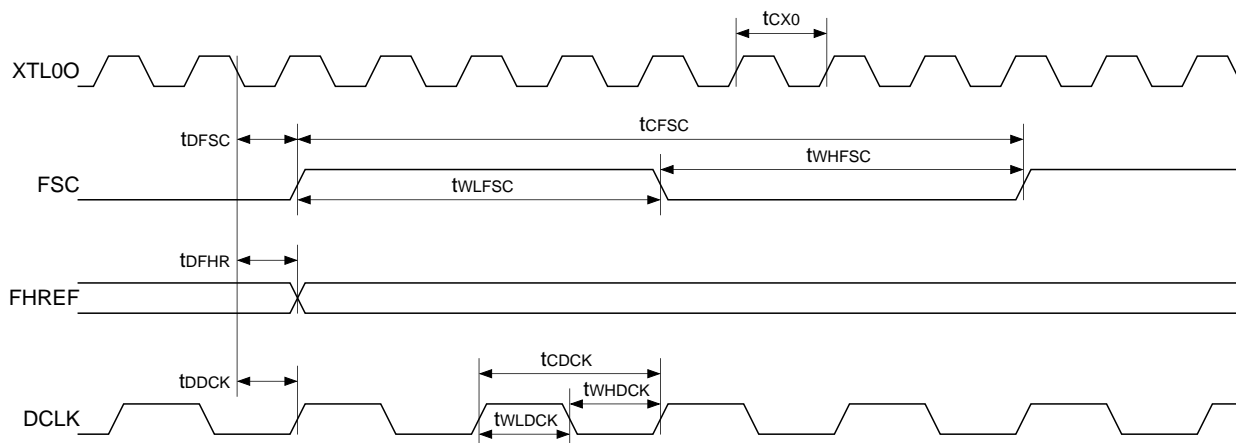 tCX0
XTL0O
tDFSC
tCFSC
tWHFSC
FSC
tWLFSC
tDFHR
FHREF
tCDCK
tDDCK
tWHDCK
DCLK
tWLDCK